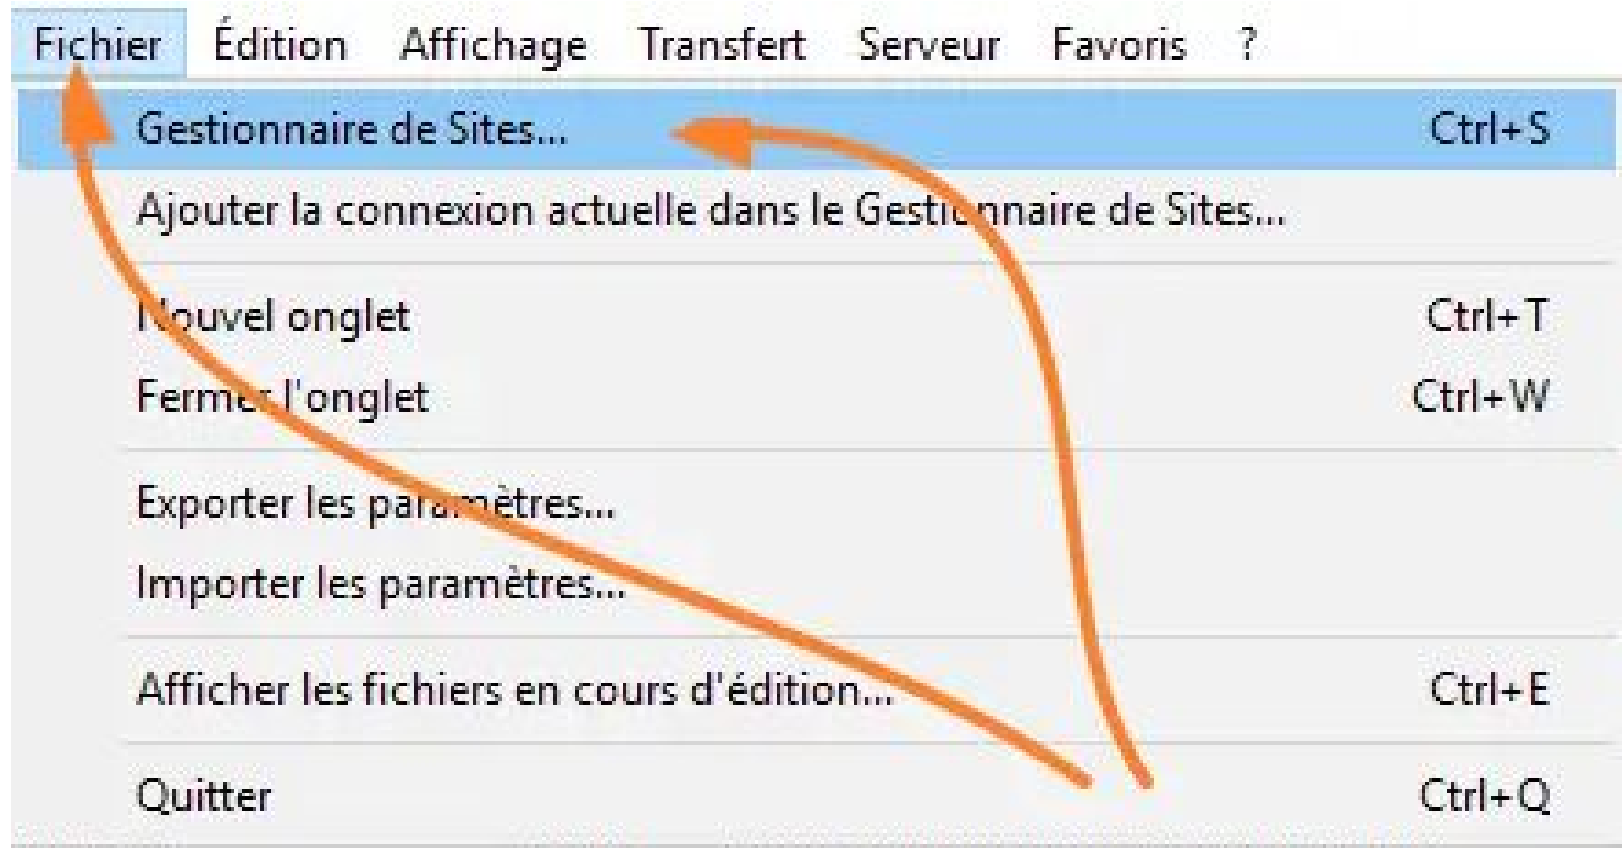 Fichier Édition Affichage Transfert Serveur Favoris ?
Gestionnaire de Sites... Ctrl+S
Ajouter la connexion actuelle dans le Gestionnaire de Sites...
Nouvel onglet Ctrl+T
Fermer l'onglet Ctrl+W
Exporter les paramètres...
Importer les paramètres...
Afficher les fichiers en cours d'édition... Ctrl+E
Quitter Ctrl+Q